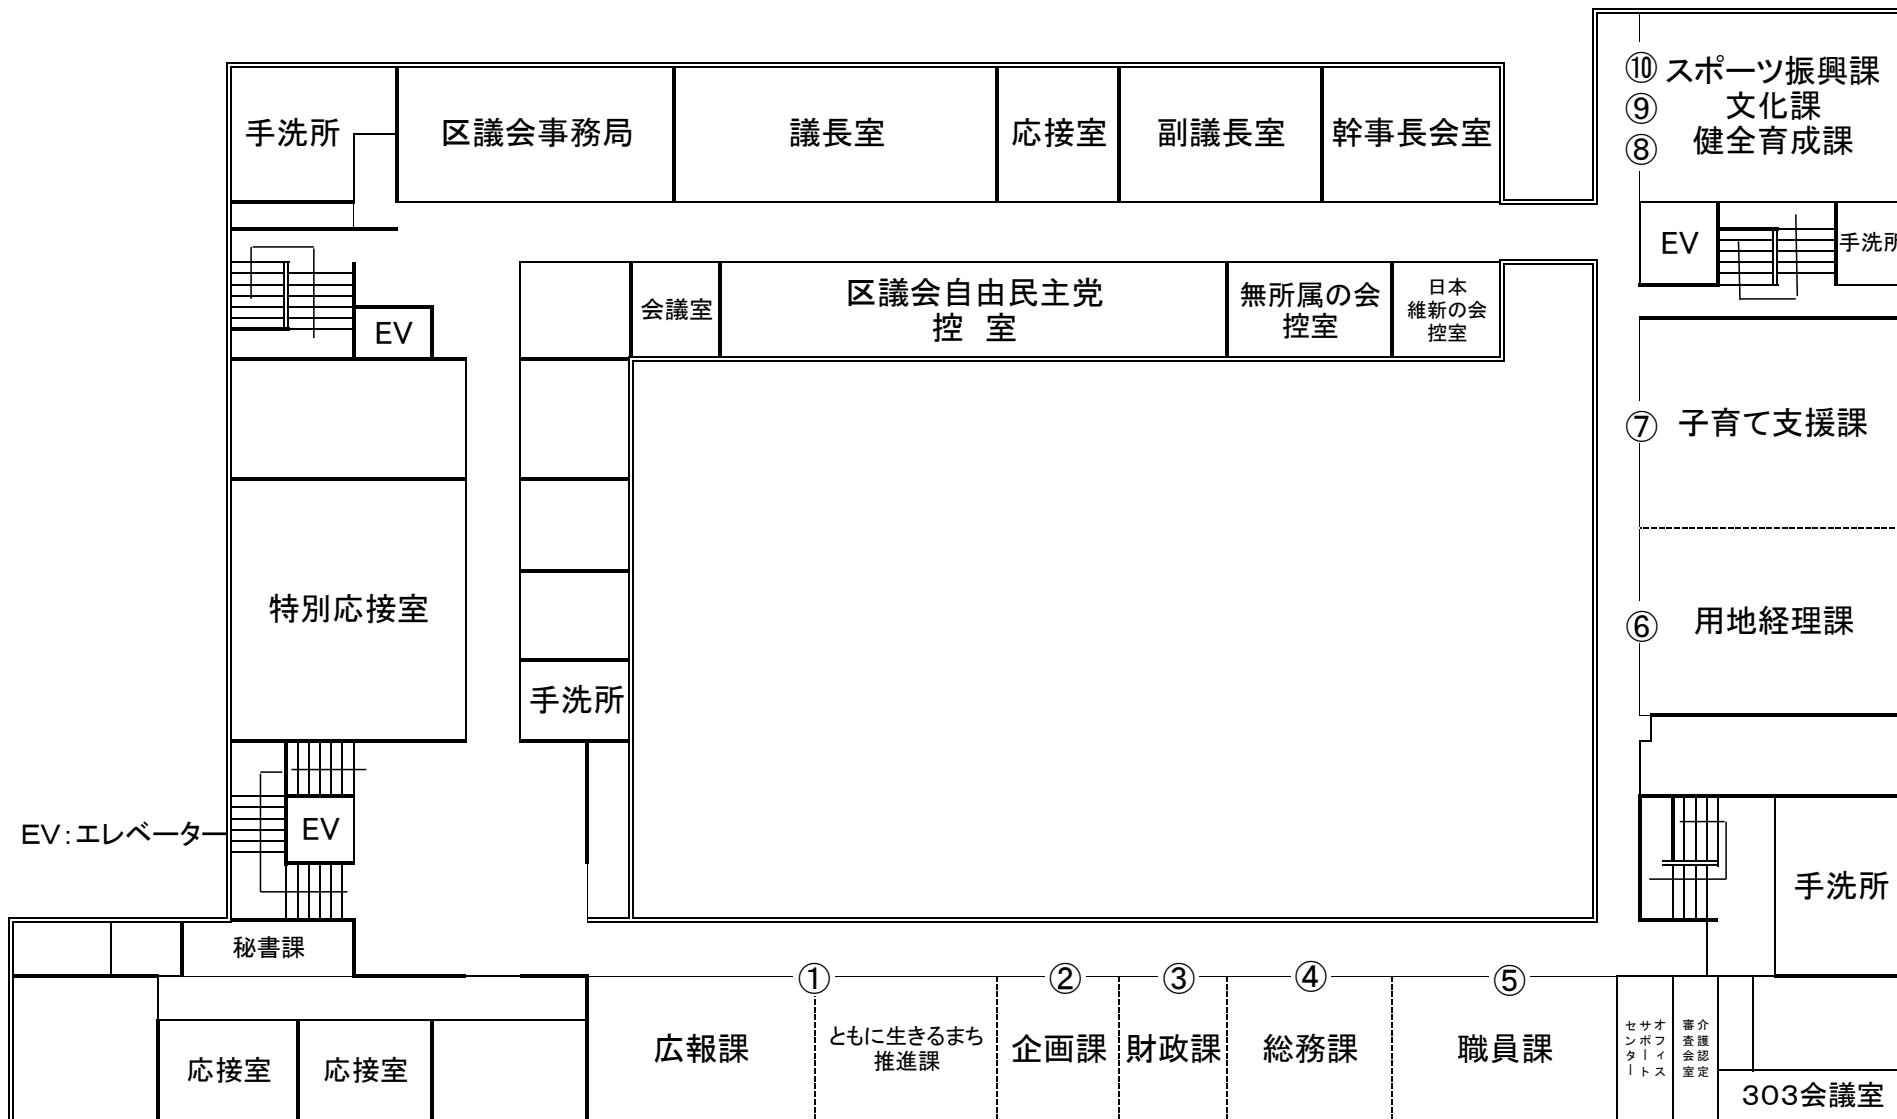 ⑩ スポーツ振興課
⑨ 文化課
⑧ 健全育成課
手洗所
区議会事務局
議長室
応接室
副議長室
幹事長会室
EV
手洗所
会議室
区議会自由民主党
控 室
無所属の会
控室
日本
維新の会
控室
EV
⑦ 子育て支援課
特別応接室
⑥ 用地経理課
手洗所
EV:エレベーター
EV
手洗所
秘書課
①
②
③
④
⑤
広報課
ともに生きるまち
推進課
企画課
財政課
総務課
職員課
オフィス
サポート
センター
介護認定
審査会室
応接室
応接室
303会議室